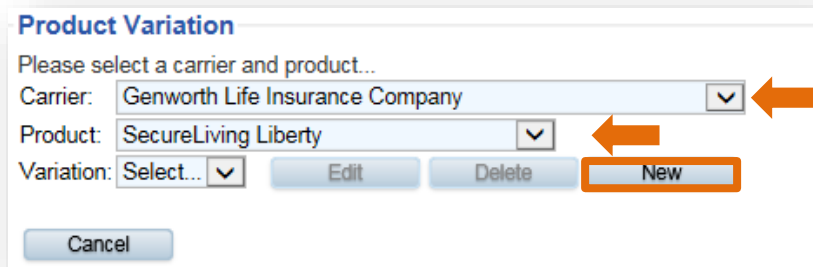 Product Variation
Please select a carrier and product...
Carrier: Genworth Life Insurance Company
Product: SecureLiving Liberty
Variation: Select... Edit Delete New
Cancel